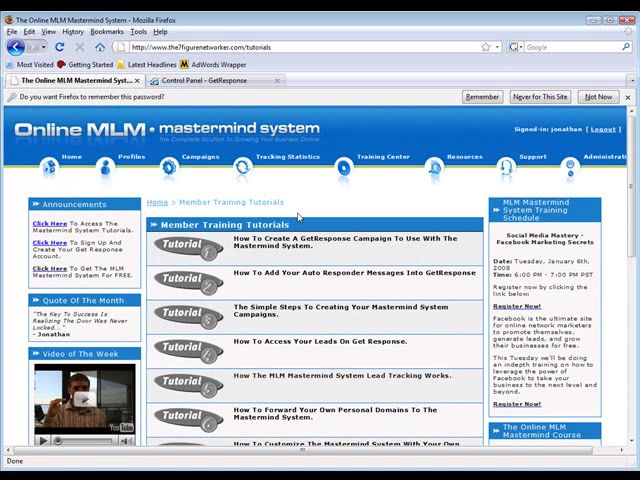 The Online MLM Mastermind System - Mozilla Firefox
File Edit View History Bookmarks Tools Help
http://www.the7figurenetworker.com/tutorials
Google
Most Visited Getting Started Latest Headlines AdWords Wrapper
The Online MLM Mastermind Syst...
Control Panel - GetResponse
Do you want Firefox to remember this password?
Remember Never for This Site Not Now
Online MLM • mastermind system
The Complete Solution To Growing Your Business Online
Signed-in: jonathan [ Logout ]
Home Profiles Campaigns Tracking Statistics Training Center Resources Support Administrati
Announcements
Click Here To Access The
Mastermind System Tutorials.
Click Here To Sign Up And
Create Your Get Response
Account.
Click Here To Get The MLM
Mastermind System For FREE.
Quote Of The Month
"The Key To Success Is
Realizing The Door Was Never
Locked..."
- Jonathan
Video of The Week
YouTube
Home > Member Training Tutorials
Member Training Tutorials
Tutorial 1
How To Create A GetResponse Campaign To Use With The
Mastermind System.
Tutorial 2
How To Add Your Auto Responder Messages Into GetResponse
Tutorial 3
The Simple Steps To Creating Your Mastermind System
Campaigns.
Tutorial 4
How To Access Your Leads On Get Response.
Tutorial 5
How The MLM Mastermind System Lead Tracking Works.
Tutorial 6
How To Forward Your Own Personal Domains To The
Mastermind System.
How To Customize The Mastermind System With Your Own
MLM Mastermind
System Training
Schedule
Social Media Mastery -
Facebook Marketing Secrets
Date: Tuesday, January 6th,
2008
Time: 6:00 PM - 7:00 PM PST
Register now by clicking the
link below:
Register Now!
Facebook is the ultimate site
for online network marketers
to promote themselves,
generate leads, and grow
their businesses for free.
This Tuesday we'll be doing
an indepth training on how to
leverage the power of
Facebook to take your
business to the next level and
beyond.
Register Now!
The Online MLM
Mastermind Course
Done